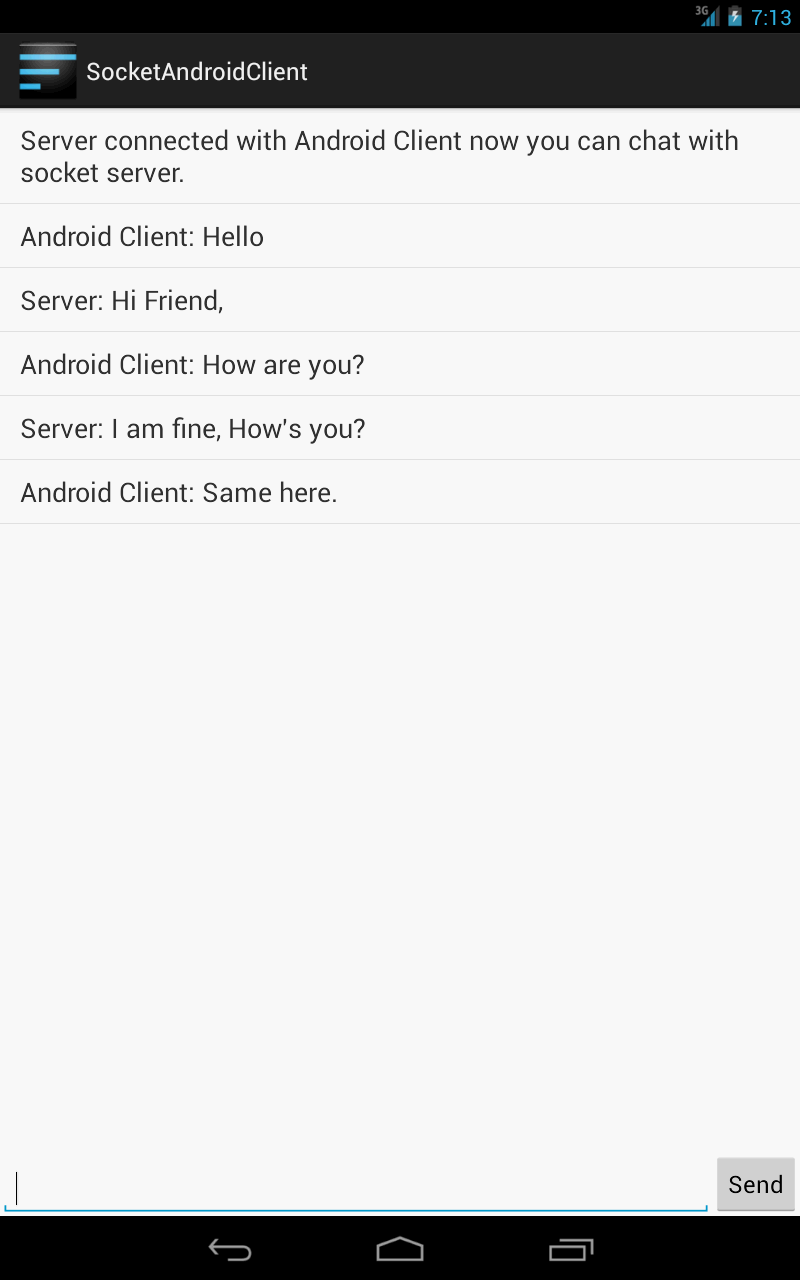 3G 7:13
SocketAndroidClient
Server connected with Android Client now you can chat with
socket server.
Android Client: Hello
Server: Hi Friend,
Android Client: How are you?
Server: I am fine, How's you?
Android Client: Same here.
Send